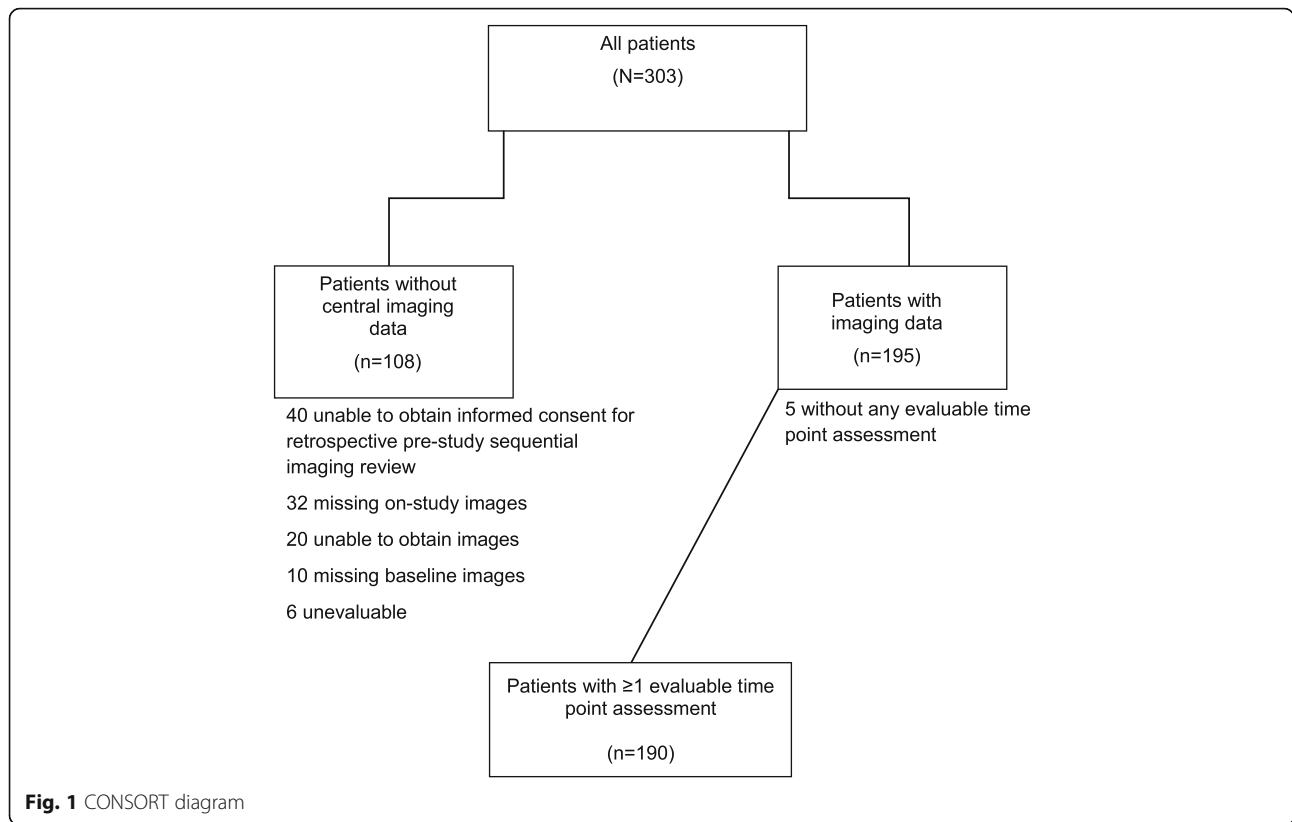 All patients
(N=303)
Patients without
central imaging
data
(n=108)
Patients with
imaging data
(n=195)
40 unable to obtain informed consent for
retrospective pre-study sequential
imaging review
32 missing on-study images
20 unable to obtain images
10 missing baseline images
6 unevaluable
5 without any evaluable time
point assessment
Patients with ≥1 evaluable time
point assessment
(n=190)
Fig. 1 CONSORT diagram